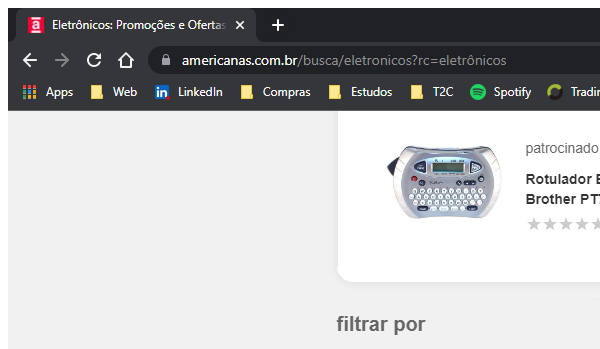 Eletrônicos: Promoções e Ofertas
americanas.com.br/busca/eletronicos?rc=eletrônicos
Apps Web LinkedIn Compras Estudos T2C Spotify Tradin
patrocinado
Rotulador E
Brother PT7
filtrar por